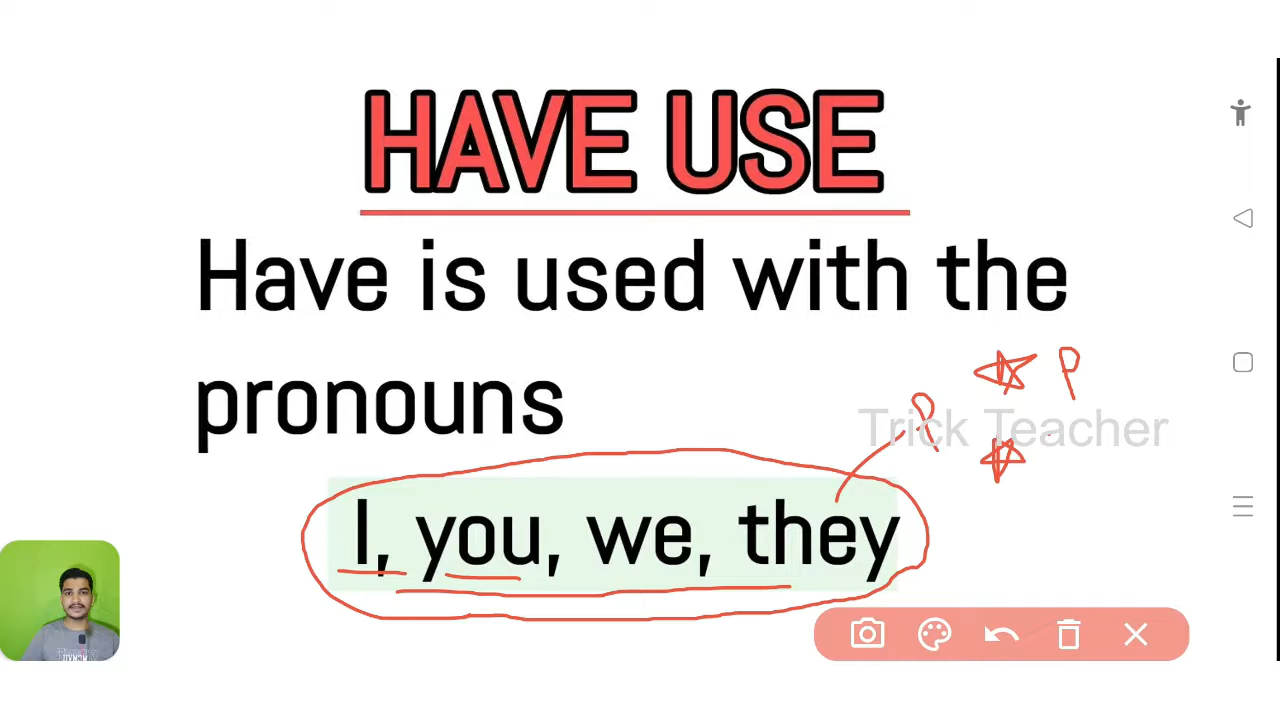 HAVE USE
Have is used with the
pronouns
P
P
Trick Teacher
I, you, we, they